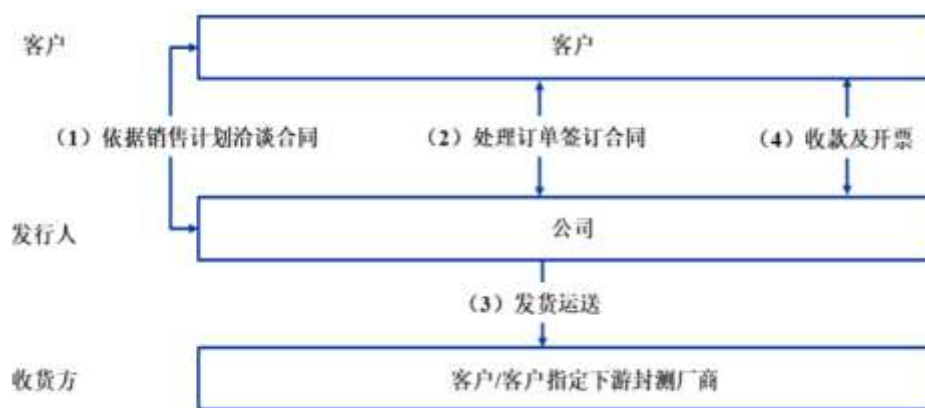 客户
客户
（1）依据销售计划洽谈合同
（2）处理订单签订合同
（4）收款及开票
发行人
公司
（3）发货运送
收货方
客户/客户指定下游封测厂商